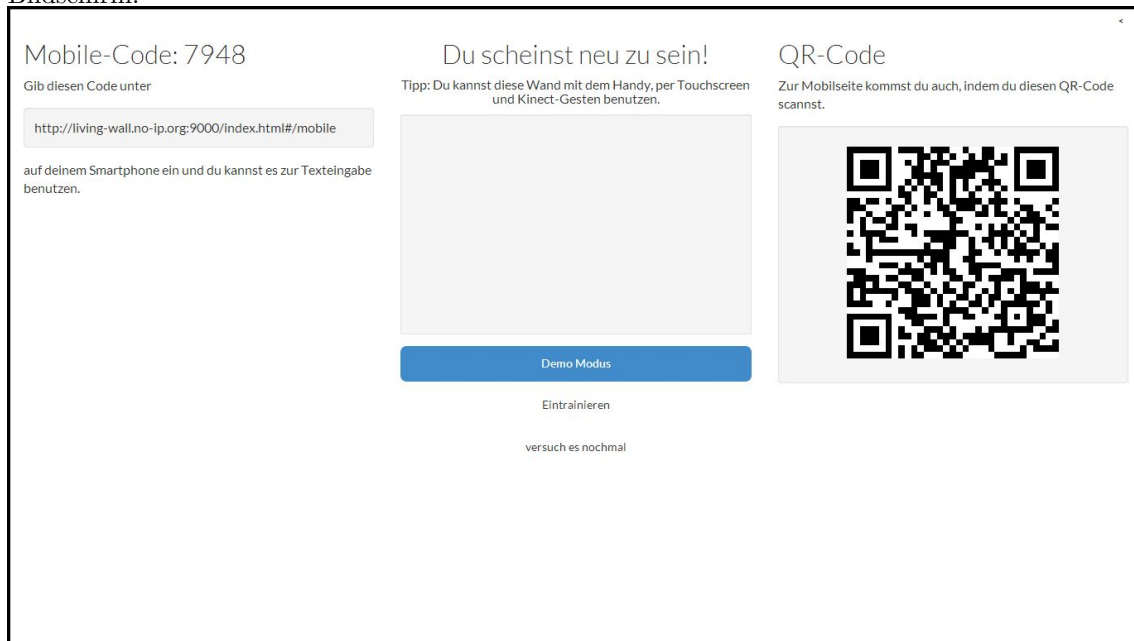 Bildschirm.
<
Mobile-Code: 7948
Gib diesen Code unter
http://living-wall.no-ip.org:9000/index.html#/mobile
auf deinem Smartphone ein und du kannst es zur Texteingabe
benutzen.
Du scheinst neu zu sein!
Tipp: Du kannst diese Wand mit dem Handy, per Touchscreen
und Kinect-Gesten benutzen.
Demo Modus
Eintrainieren
versuch es nochmal
QR-Code
Zur Mobilseite kommst du auch, indem du diesen QR-Code
scannst.